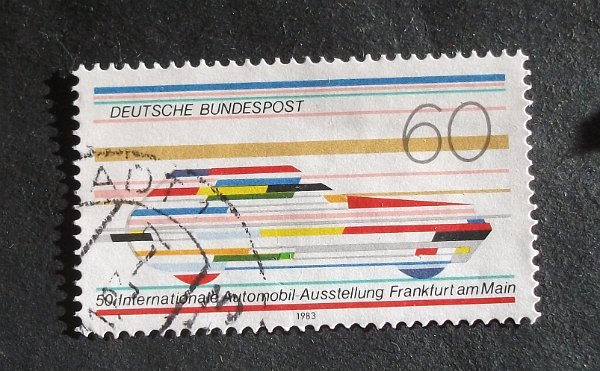 DEUTSCHE BUNDESPOST
60
50. Internationale Automobil-Ausstellung Frankfurt am Main
1983